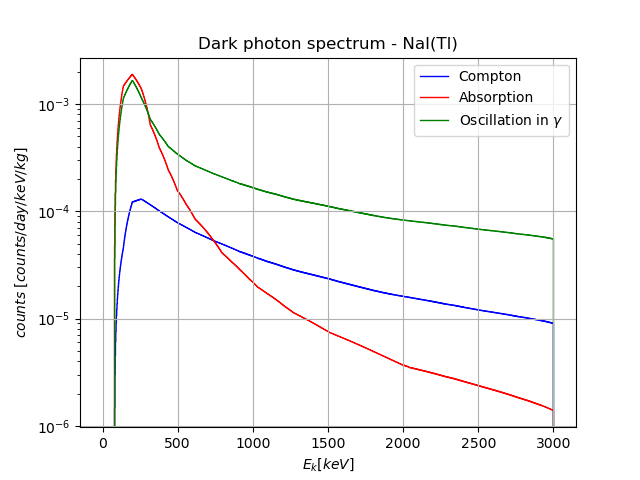 Dark photon spectrum - NaI(Tl)
Compton
Absorption
Oscillation in γ
counts [counts/day/keV/kg]
10⁻³
10⁻⁴
10⁻⁵
10⁻⁶
0 500 1000 1500 2000 2500 3000
E_k[keV]